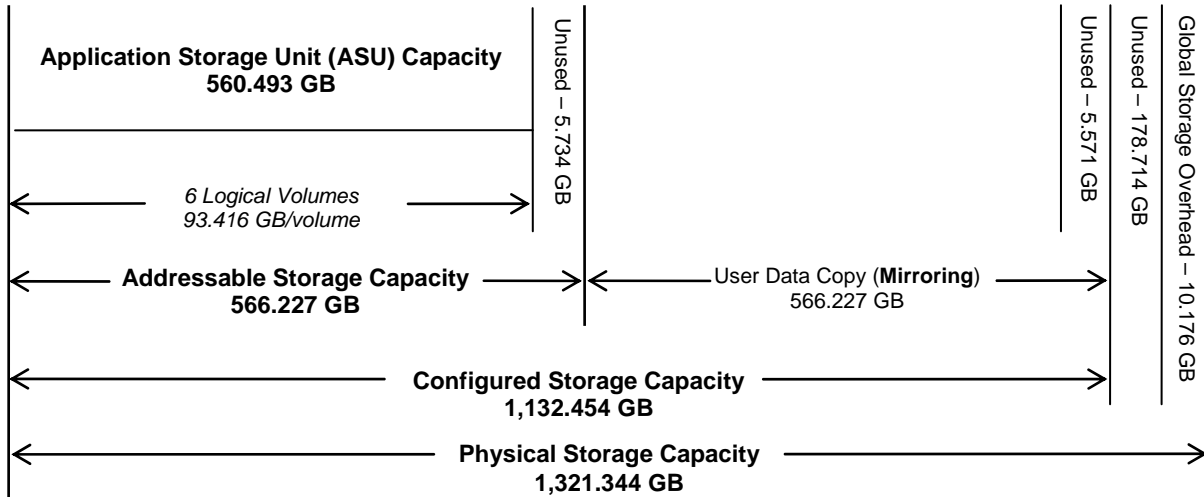 Application Storage Unit (ASU) Capacity
560.493 GB
Unused – 5.734 GB
Unused – 5.571 GB
Unused – 178.714 GB
Global Storage Overhead – 10.176 GB
6 Logical Volumes
93.416 GB/volume
Addressable Storage Capacity
566.227 GB
User Data Copy (Mirroring)
566.227 GB
Configured Storage Capacity
1,132.454 GB
Physical Storage Capacity
1,321.344 GB